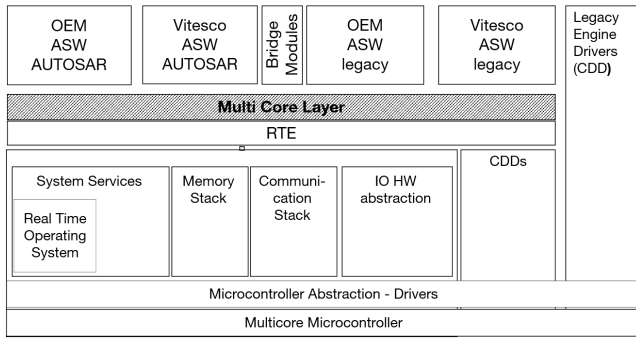 OEM
ASW
AUTOSAR
Vitesco
ASW
AUTOSAR
Bridge
Modules
OEM
ASW
legacy
Vitesco
ASW
legacy
Legacy
Engine
Drivers
(CDD)
Multi Core Layer
RTE
System Services
Real Time
Operating
System
Memory
Stack
Communi-
cation
Stack
IO HW
abstraction
CDDs
Microcontroller Abstraction - Drivers
Multicore Microcontroller